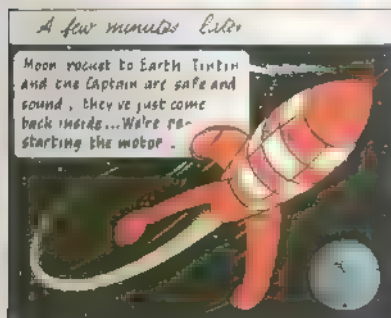 A few minutes later
Moon rocket to Earth Tintin
and the Captain are safe and
sound, they've just come
back inside... We're re-
starting the motor.